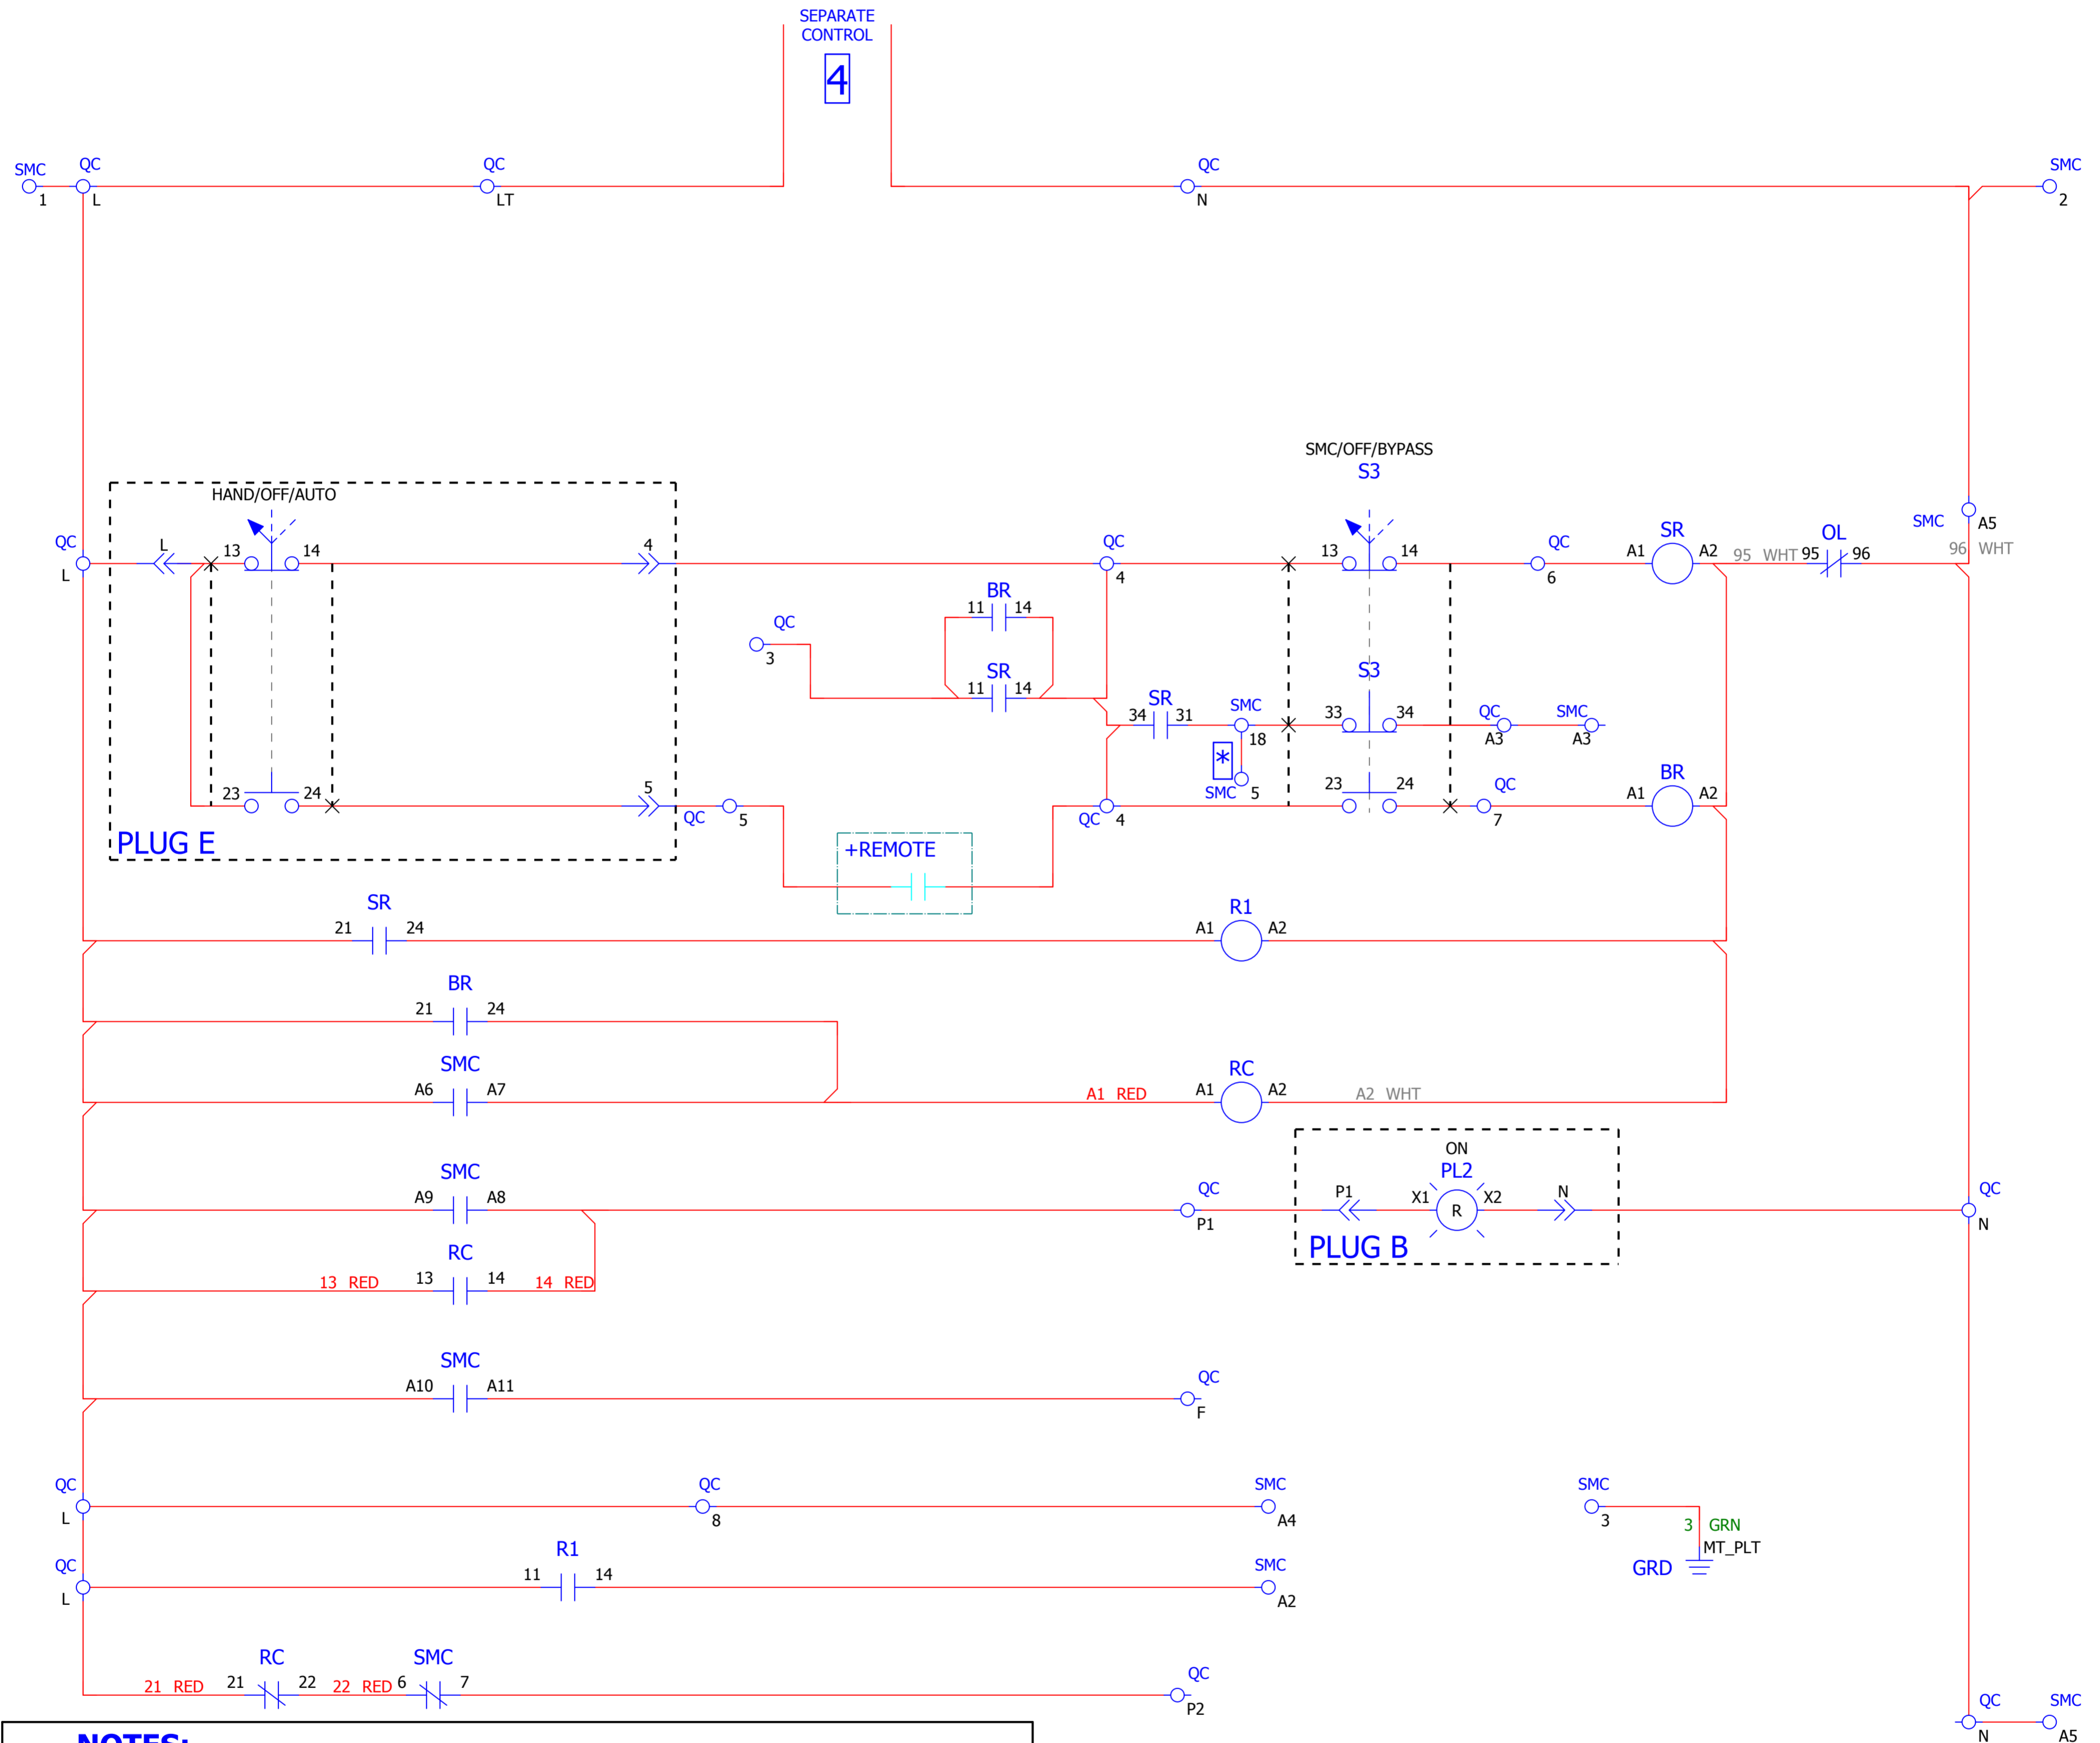 SEPARATE
CONTROL
4
SMC
1
QC
L
QC
LT
QC
N
SMC
2
SMC/OFF/BYPASS
S3
HAND/OFF/AUTO
QC
L
L
13
14
4
QC
4
13
14
QC
6
SR
A1
A2
95 WHT
OL
95
96
SMC
A5
96 WHT
BR
11
14
QC
3
SR
11
14
SR
34
31
SMC
18
*
SMC
5
S3
33
34
QC
A3
SMC
A3
23
24
5
QC
5
QC
4
23
24
QC
7
BR
A1
A2
PLUG E
+REMOTE
SR
21
24
R1
A1
A2
BR
21
24
SMC
A6
A7
A1 RED
RC
A1
A2
A2 WHT
SMC
A9
A8
QC
P1
ON
PL2
P1
X1
R
X2
N
PLUG B
QC
N
RC
13 RED
13
14
14 RED
SMC
A10
A11
QC
F
QC
L
QC
8
SMC
A4
SMC
3
3 GRN
MT_PLT
GRD
QC
L
R1
11
14
SMC
A2
RC
21 RED
21
22
22 RED
SMC
6
7
QC
P2
QC
N
SMC
A5
NOTES: